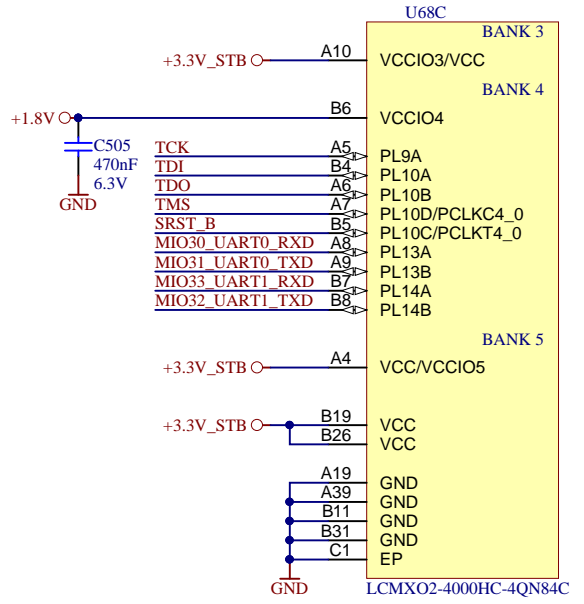 U68C
BANK 3
+3.3V_STB A10 VCCIO3/VCC
BANK 4
+1.8V B6 VCCIO4
C505
470nF
6.3V
GND
TCK A5 PL9A
TDI B4 PL10A
TDO A6 PL10B
TMS A7 PL10D/PCLKC4_0
SRST_B B5 PL10C/PCLKT4_0
MIO30_UART0_RXD A8 PL13A
MIO31_UART0_TXD A9 PL13B
MIO33_UART1_RXD B7 PL14A
MIO32_UART1_TXD B8 PL14B
BANK 5
+3.3V_STB A4 VCC/VCCIO5
+3.3V_STB B19 VCC
B26 VCC
A19 GND
A39 GND
B11 GND
B31 GND
C1 EP
GND
LCMXO2-4000HC-4QN84C